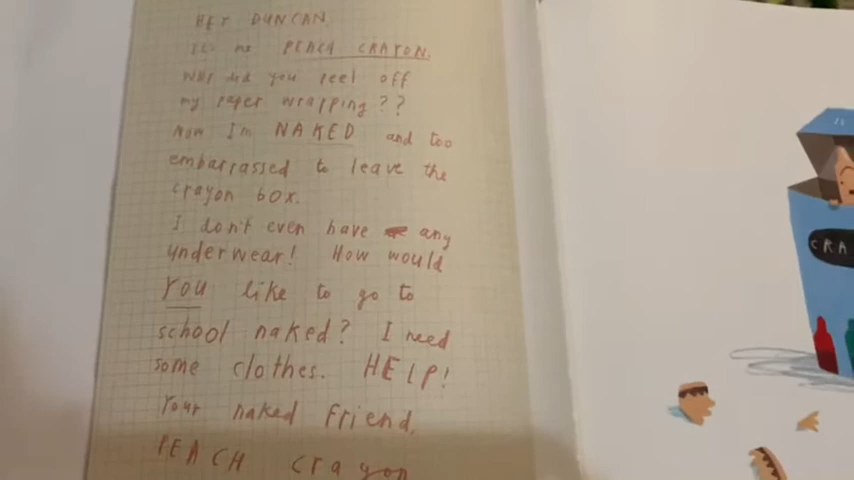 HEY DUNCAN,
It's me PEACH CRAYON.
WHY did you peel off
my paper wrapping??
Now I'm NAKED and too
embarrassed to leave the
crayon box.
I don't even have any
underwear! How would
YOU like to go to
school naked? I need
some clothes. HELP!
Your naked friend,
PEACH crayon
CRA